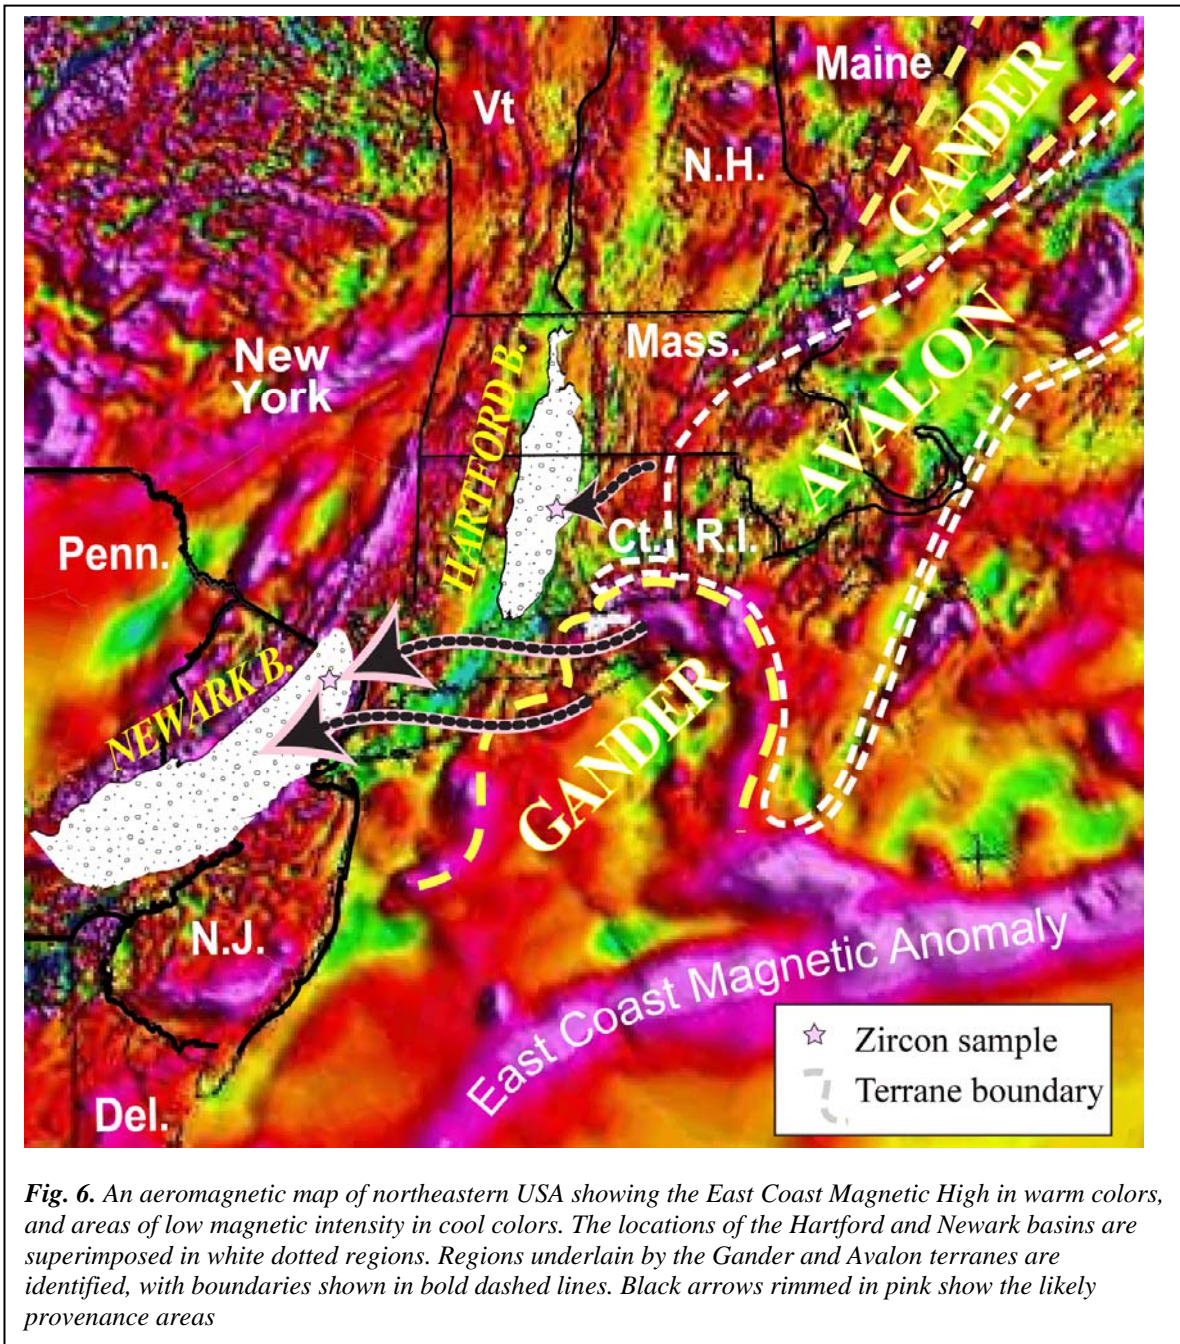 Maine
GANDER
Vt
N.H.
AVALON
New
York
Mass.
HARTFORD B.
Penn.
Ct.
R.I.
NEWARK B.
GANDER
N.J.
East Coast Magnetic Anomaly
Del.
Zircon sample
Terrane boundary
Fig. 6. An aeromagnetic map of northeastern USA showing the East Coast Magnetic High in warm colors,
and areas of low magnetic intensity in cool colors. The locations of the Hartford and Newark basins are
superimposed in white dotted regions. Regions underlain by the Gander and Avalon terranes are
identified, with boundaries shown in bold dashed lines. Black arrows rimmed in pink show the likely
provenance areas